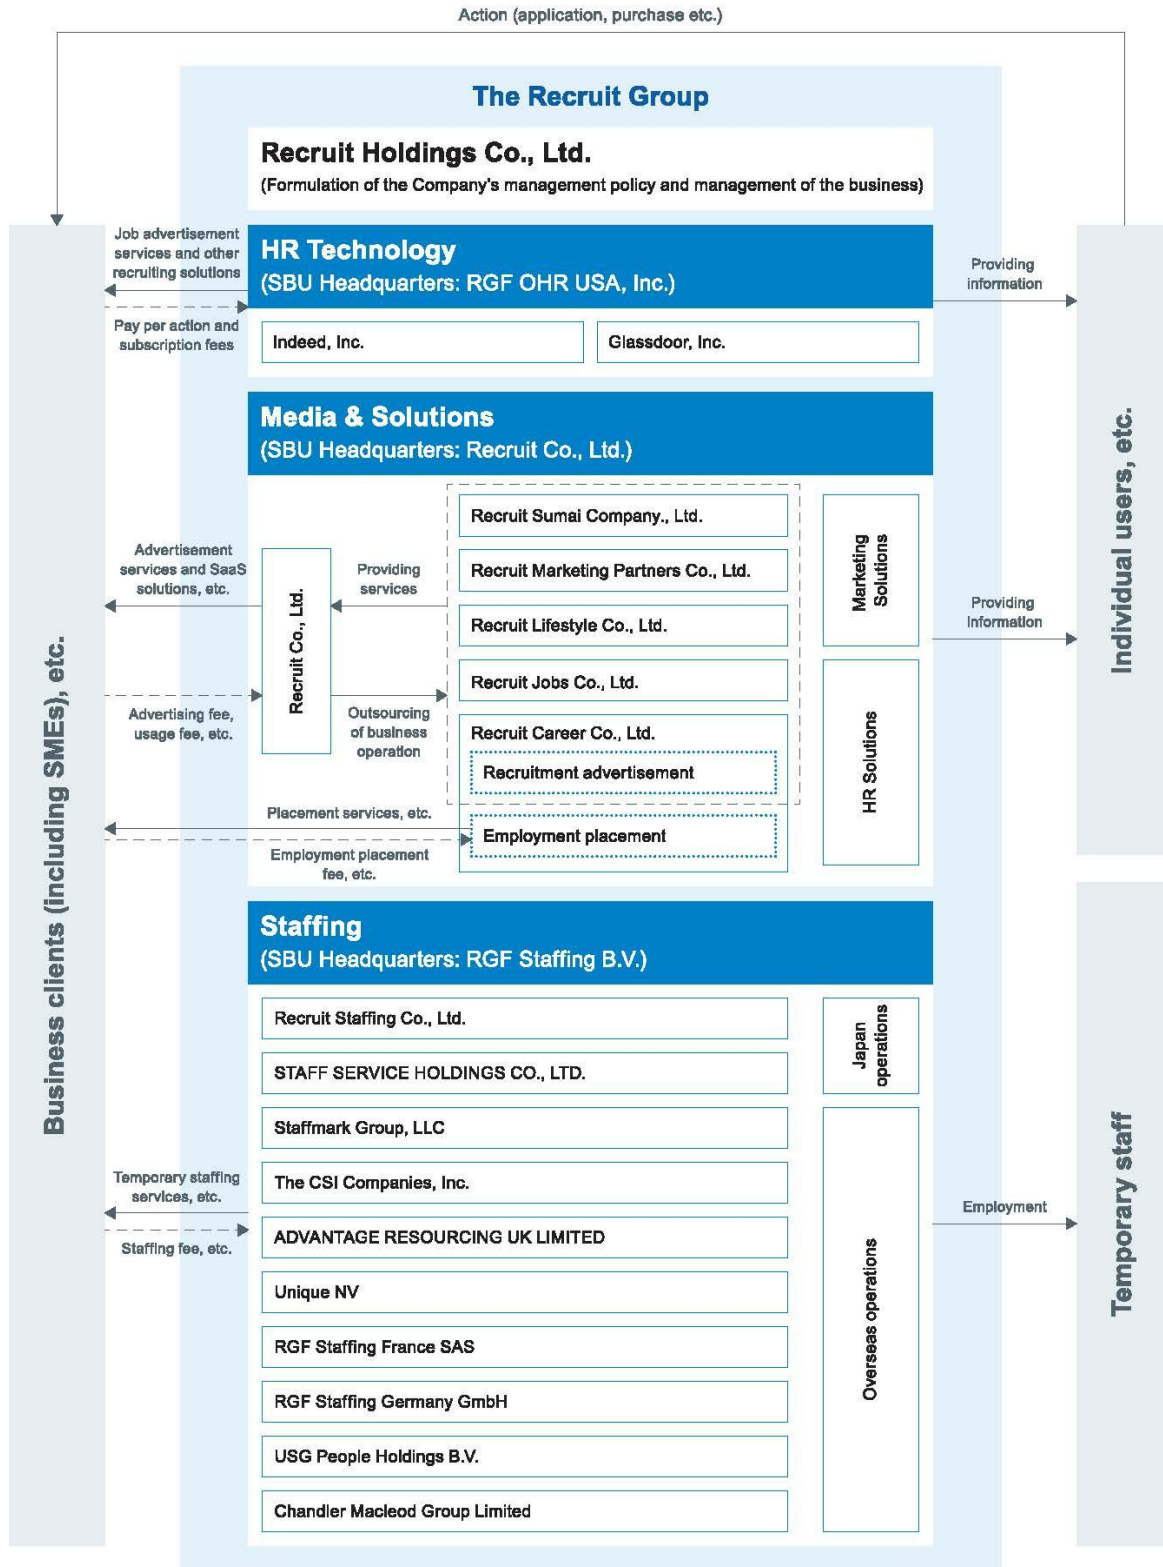 Action (application, purchase etc.)
The Recruit Group
Recruit Holdings Co., Ltd.
(Formulation of the Company's management policy and management of the business)
Business clients (including SMEs), etc.
Job advertisement
services and other
recruiting solutions
Pay per action and
subscription fees
HR Technology
(SBU Headquarters: RGF OHR USA, Inc.)
Indeed, Inc.
Glassdoor, Inc.
Providing
information
Individual users, etc.
Media & Solutions
(SBU Headquarters: Recruit Co., Ltd.)
Advertisement
services and SaaS
solutions, etc.
Advertising fee,
usage fee, etc.
Recruit Co., Ltd.
Providing
services
Outsourcing
of business
operation
Recruit Sumai Company., Ltd.
Recruit Marketing Partners Co., Ltd.
Recruit Lifestyle Co., Ltd.
Recruit Jobs Co., Ltd.
Recruit Career Co., Ltd.
Recruitment advertisement
Employment placement
Placement services, etc.
Employment placement
fee, etc.
Marketing
Solutions
HR Solutions
Providing
information
Staffing
(SBU Headquarters: RGF Staffing B.V.)
Temporary staffing
services, etc.
Staffing fee, etc.
Recruit Staffing Co., Ltd.
STAFF SERVICE HOLDINGS CO., LTD.
Staffmark Group, LLC
The CSI Companies, Inc.
ADVANTAGE RESOURCING UK LIMITED
Unique NV
RGF Staffing France SAS
RGF Staffing Germany GmbH
USG People Holdings B.V.
Chandler Macleod Group Limited
Japan
operations
Overseas operations
Employment
Temporary staff